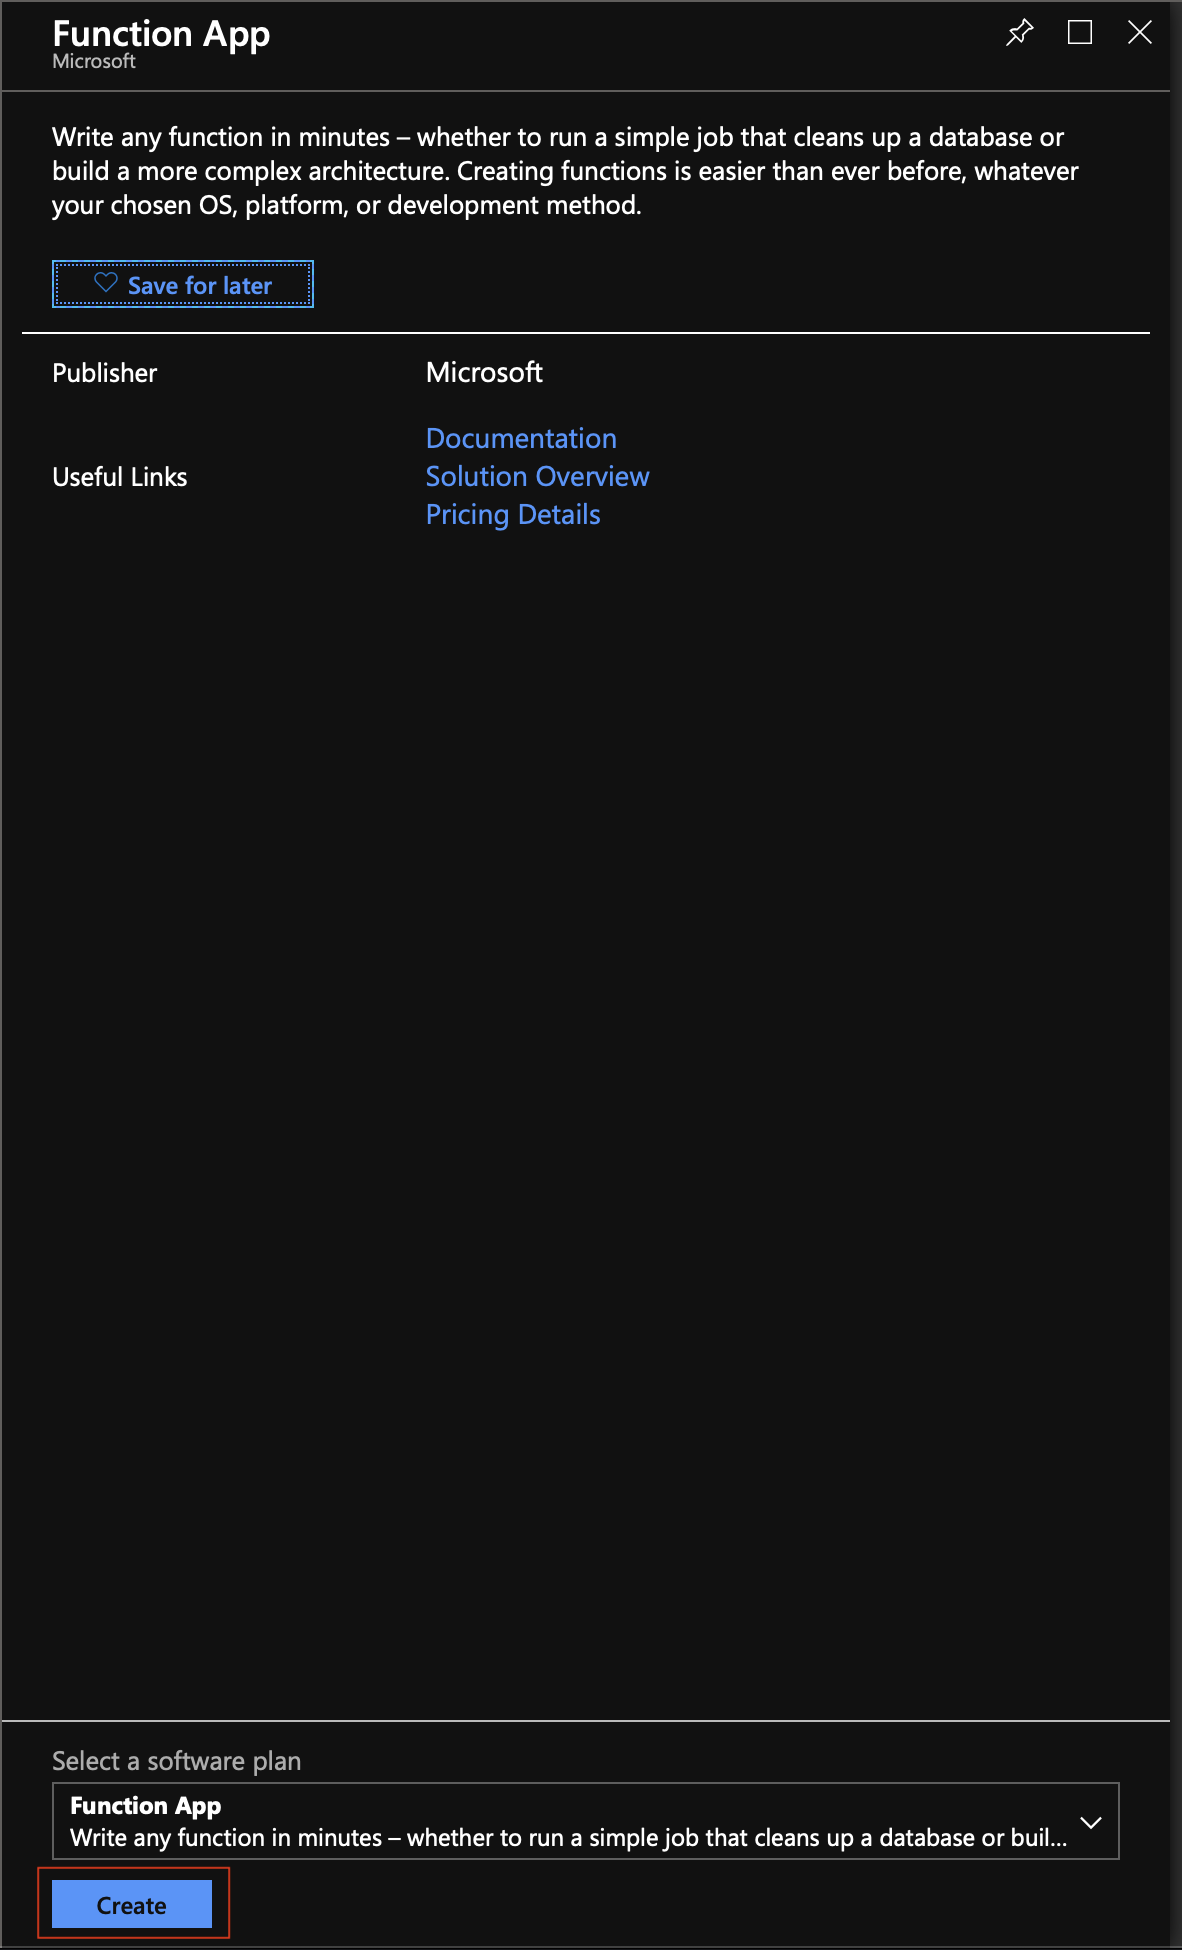 Function App
Microsoft
Write any function in minutes – whether to run a simple job that cleans up a database or
build a more complex architecture. Creating functions is easier than ever before, whatever
your chosen OS, platform, or development method.
Save for later
Publisher
Microsoft
Useful Links
Documentation
Solution Overview
Pricing Details
Select a software plan
Function App
Write any function in minutes – whether to run a simple job that cleans up a database or buil...
Create